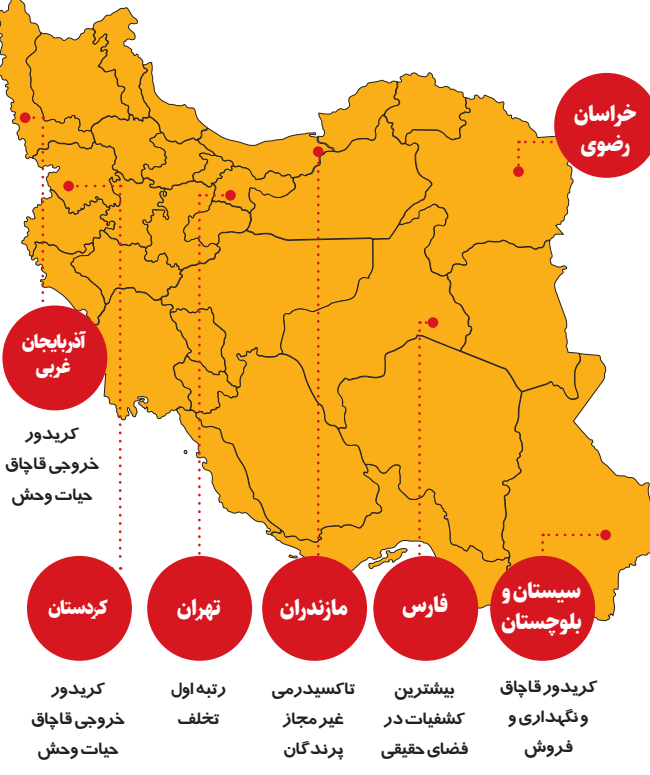 خراسان
رضوی
آذربایجان
غربی
کریدور
خروجی قاچاق
حیات وحش
سیستان و
بلوچستان
کریدور قاچاق
و نگهداری و
فروش
فارس
بیشترین
کشفیات در
فضای حقیقی
مازندران
تاکسیدرمی
غیر مجاز
پرندگان
تهران
رتبه اول
تخلف
کردستان
کریدور
خروجی قاچاق
حیات وحش